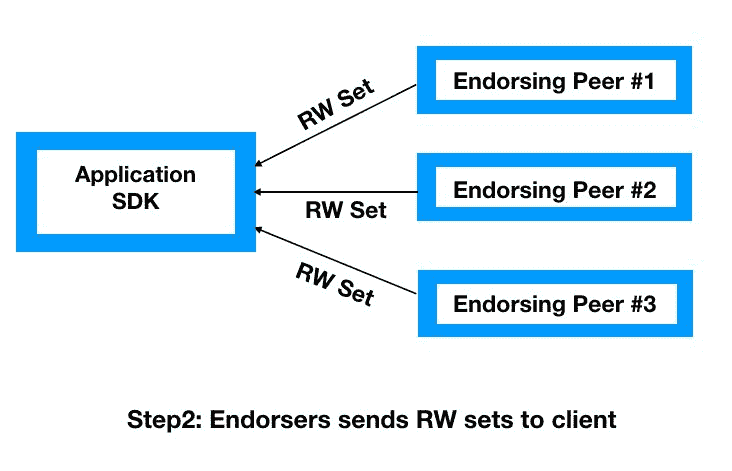 Endorsing Peer #1
RW Set
Application
SDK
Endorsing Peer #2
RW Set
RW Set
Endorsing Peer #3
Step2: Endorsers sends RW sets to client